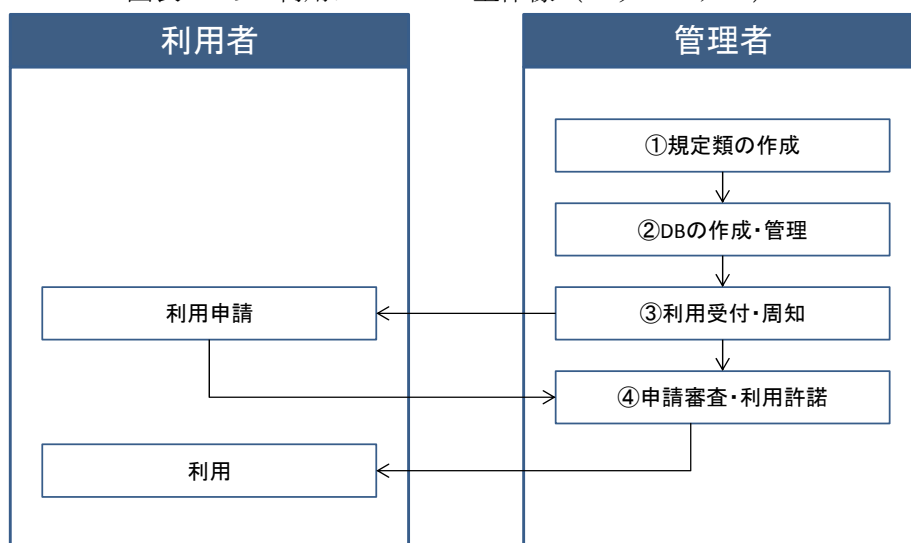 利用者
管理者
①規定類の作成
②DBの作成・管理
利用申請
③利用受付・周知
④申請審査・利用許諾
利用